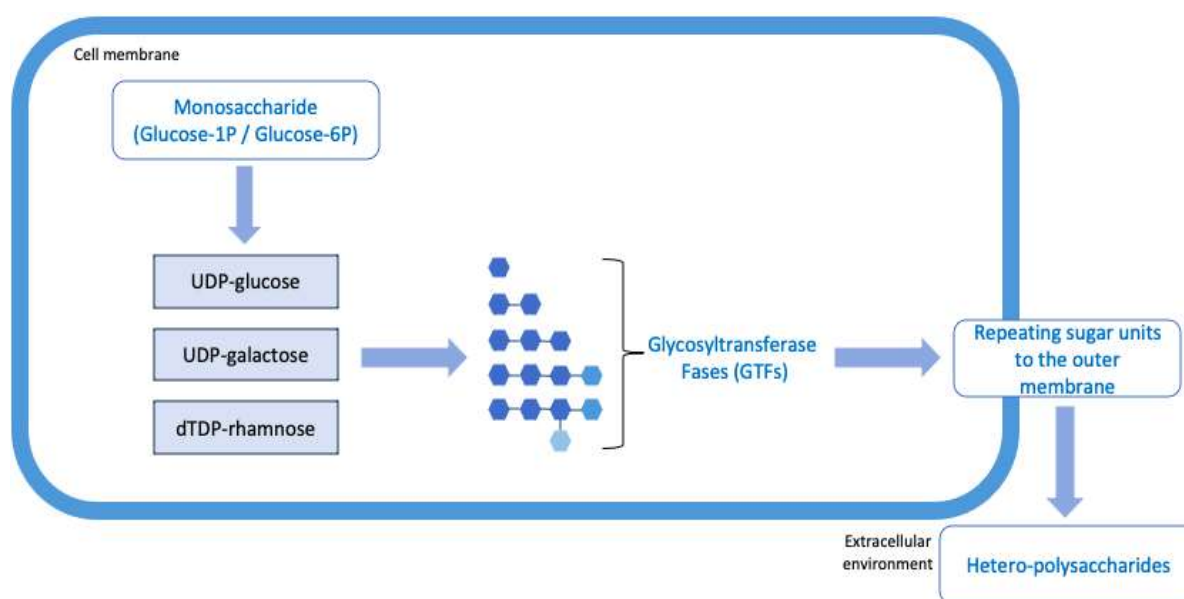 Cell membrane
Monosaccharide
(Glucose-1P / Glucose-6P)
UDP-glucose
UDP-galactose
dTDP-rhamnose
Glycosyltransferase
Fases (GTFs)
Repeating sugar units
to the outer
membrane
Extracellular
environment
Hetero-polysaccharides